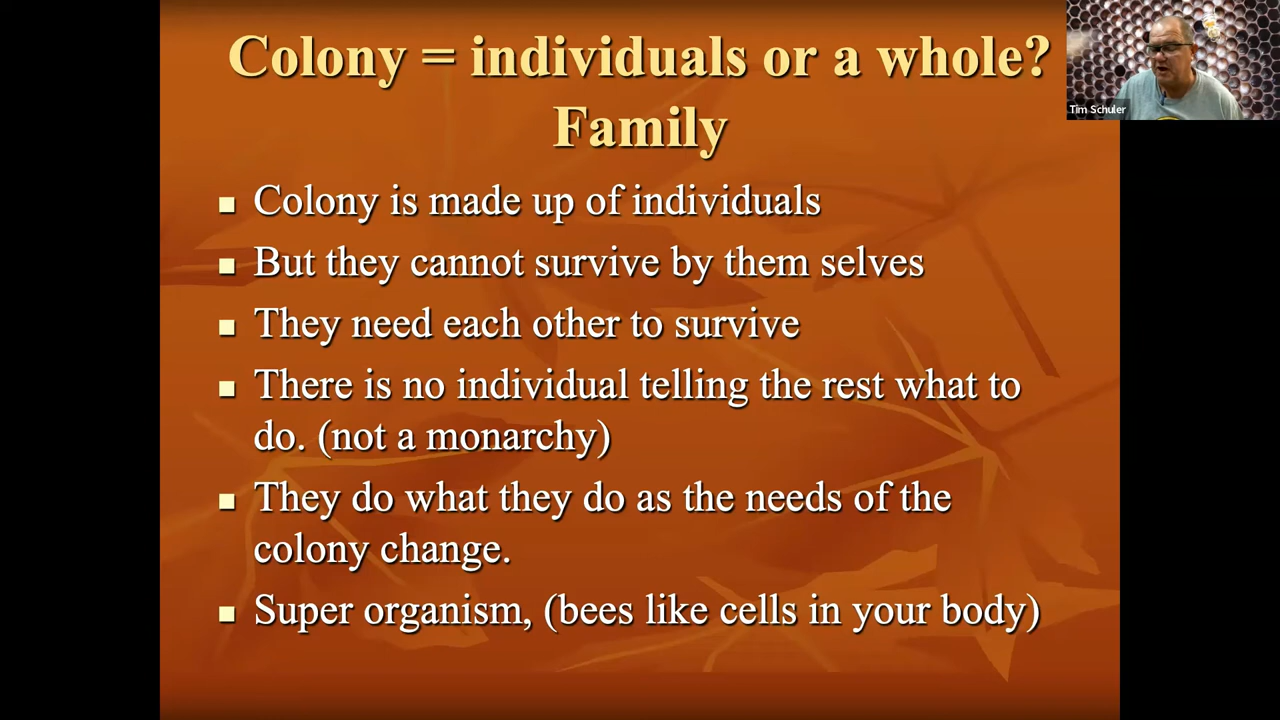 Colony = individuals or a whole?
Family
Colony is made up of individuals
But they cannot survive by them selves
They need each other to survive
There is no individual telling the rest what to
do. (not a monarchy)
They do what they do as the needs of the
colony change.
Super organism, (bees like cells in your body)
Tim Schuler